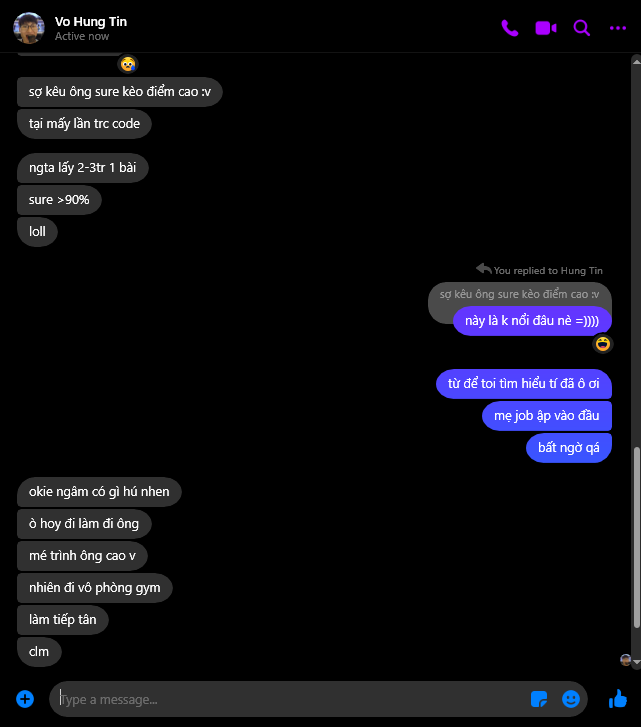 Vo Hung Tin
Active now
sợ kêu ông sure kèo điểm cao :v
tại mấy lần trc code
ngta lấy 2-3tr 1 bài
sure >90%
loll
You replied to Hung Tin
sợ kêu ông sure kèo điểm cao :v
này là k nổi đâu nè =))))
từ để toi tìm hiểu tí đã ô ơi
mẹ job ập vào đầu
bất ngờ qá
okie ngâm có gì hú nhen
ò hoy đi làm đi ông
mé trình ông cao v
nhiên đi vô phòng gym
làm tiếp tân
clm
Type a message...